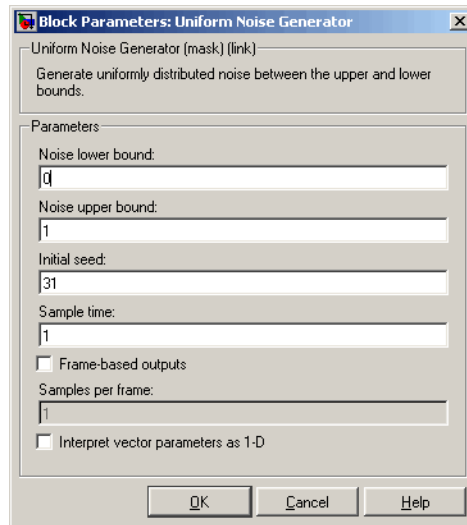 Block Parameters: Uniform Noise Generator
Uniform Noise Generator (mask) (link)
Generate uniformly distributed noise between the upper and lower
bounds.
Parameters
Noise lower bound:
0
Noise upper bound:
1
Initial seed:
31
Sample time:
1
Frame-based outputs
Samples per frame:
1
Interpret vector parameters as 1-D
OK Cancel Help